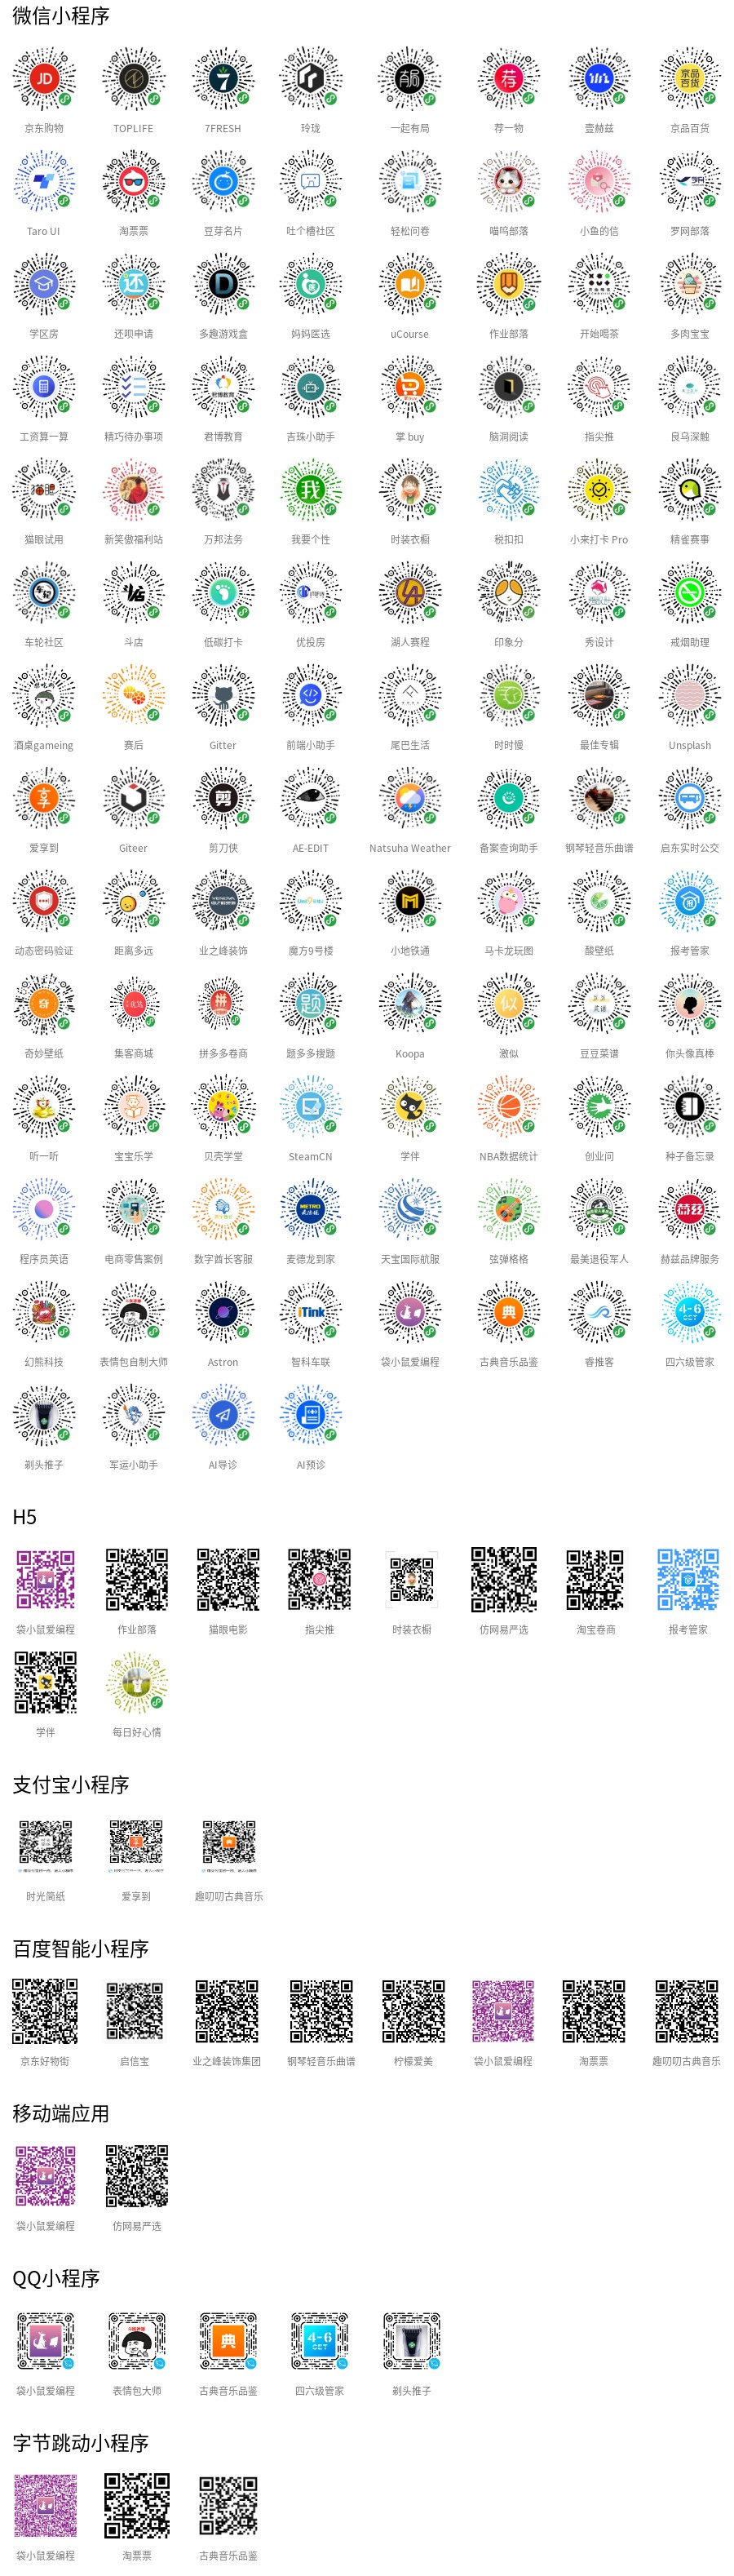 微信小程序
京东购物 TOPLIFE 7FRESH 玲珑 一起有局 荐一物 壹赫兹 京品百货
Taro UI 淘票票 豆芽名片 吐个槽社区 轻松问卷 喵呜部落 小鱼的信 罗网部落
学区房 还呗申请 多趣游戏盒 妈妈医选 uCourse 作业部落 开始喝茶 多肉宝宝
工资算一算 精巧待办事项 君博教育 吉珠小助手 掌 buy 脑洞阅读 指尖推 良乌深触
猫眼试用 新笑傲福利站 万邦法务 我要个性 时装衣橱 税扣扣 小来打卡 Pro 精雀赛事
车轮社区 斗店 低碳打卡 优投房 湖人赛程 印象分 秀设计 戒烟助理
酒桌gameing 赛后 Gitter 前端小助手 尾巴生活 时时慢 最佳专辑 Unsplash
爱享到 Giteer 剪刀侠 AE-EDIT Natsuha Weather 备案查询助手 钢琴轻音乐曲谱 启东实时公交
动态密码验证 距离多远 业之峰装饰 魔方9号楼 小地铁通 马卡龙玩图 酸壁纸 报考管家
奇妙壁纸 集客商城 拼多多卷商 题多多搜题 Koopa 激似 豆豆菜谱 你头像真棒
听一听 宝宝乐学 贝壳学堂 SteamCN 学伴 NBA数据统计 创业问 种子备忘录
程序员英语 电商零售案例 数字酋长客服 麦德龙到家 天宝国际航服 弦弹格格 最美退役军人 赫兹品牌服务
幻熊科技 表情包自制大师 Astron 智科车联 袋小鼠爱编程 古典音乐品鉴 睿推客 四六级管家
剃头推子 军运小助手 AI导诊 AI预诊
H5
袋小鼠爱编程 作业部落 猫眼电影 指尖推 时装衣橱 仿网易严选 淘宝卷商 报考管家
学伴 每日好心情
支付宝小程序
时光简纸 爱享到 趣叨叨古典音乐
百度智能小程序
京东好物街 启信宝 业之峰装饰集团 钢琴轻音乐曲谱 柠檬爱美 袋小鼠爱编程 淘票票 趣叨叨古典音乐
移动端应用
袋小鼠爱编程 仿网易严选
QQ小程序
袋小鼠爱编程 表情包大师 古典音乐品鉴 四六级管家 剃头推子
字节跳动小程序
袋小鼠爱编程 淘票票 古典音乐品鉴